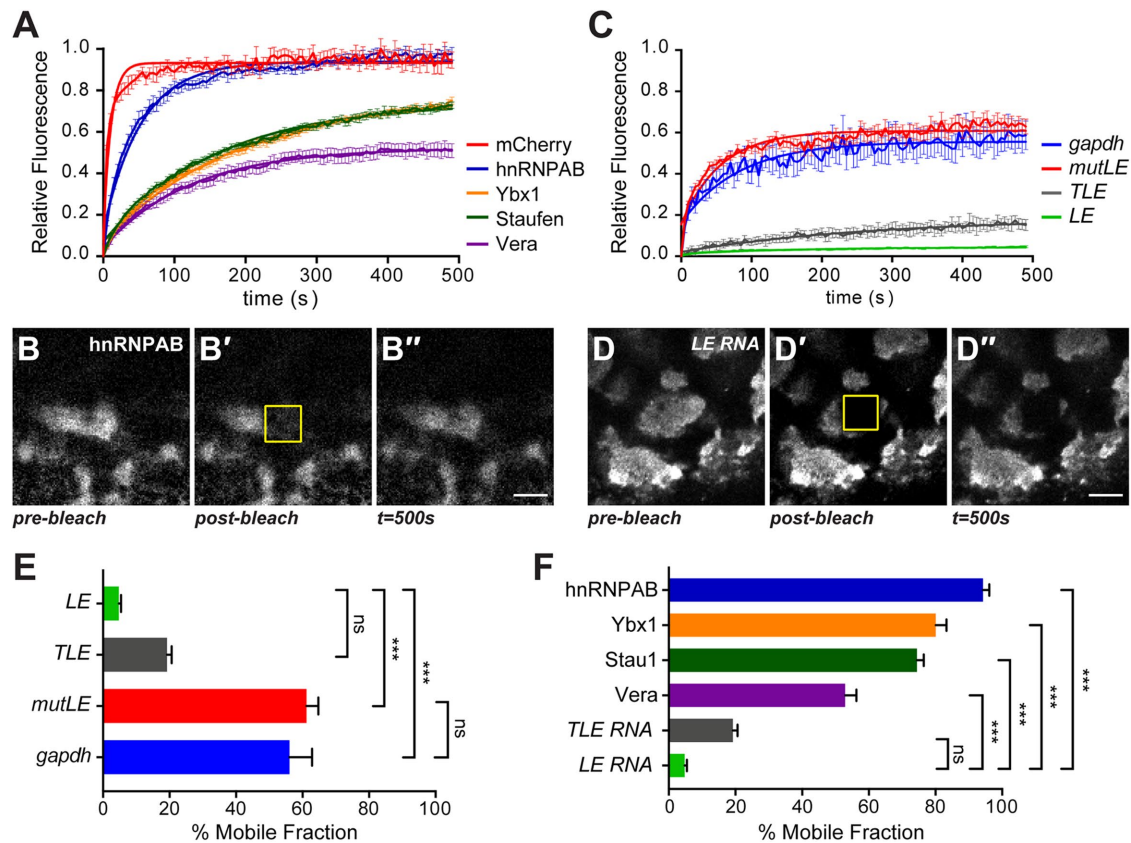 A
Relative Fluorescence
1.0
0.8
0.6
0.4
0.2
0.0
0 100 200 300 400 500
time (s)
mCherry
hnRNPAB
Ybx1
Staufen
Vera
C
Relative Fluorescence
1.0
0.8
0.6
0.4
0.2
0.0
0 100 200 300 400 500
time (s)
gapdh
mutLE
TLE
LE
B hnRNPAB B′ B″
pre-bleach post-bleach t=500s
D LE RNA D′ D″
pre-bleach post-bleach t=500s
E
LE
TLE
mutLE
gapdh
ns
***
***
ns
0 20 40 60 80 100
% Mobile Fraction
F
hnRNPAB
Ybx1
Stau1
Vera
TLE RNA
LE RNA
ns
***
***
***
***
0 20 40 60 80 100
% Mobile Fraction